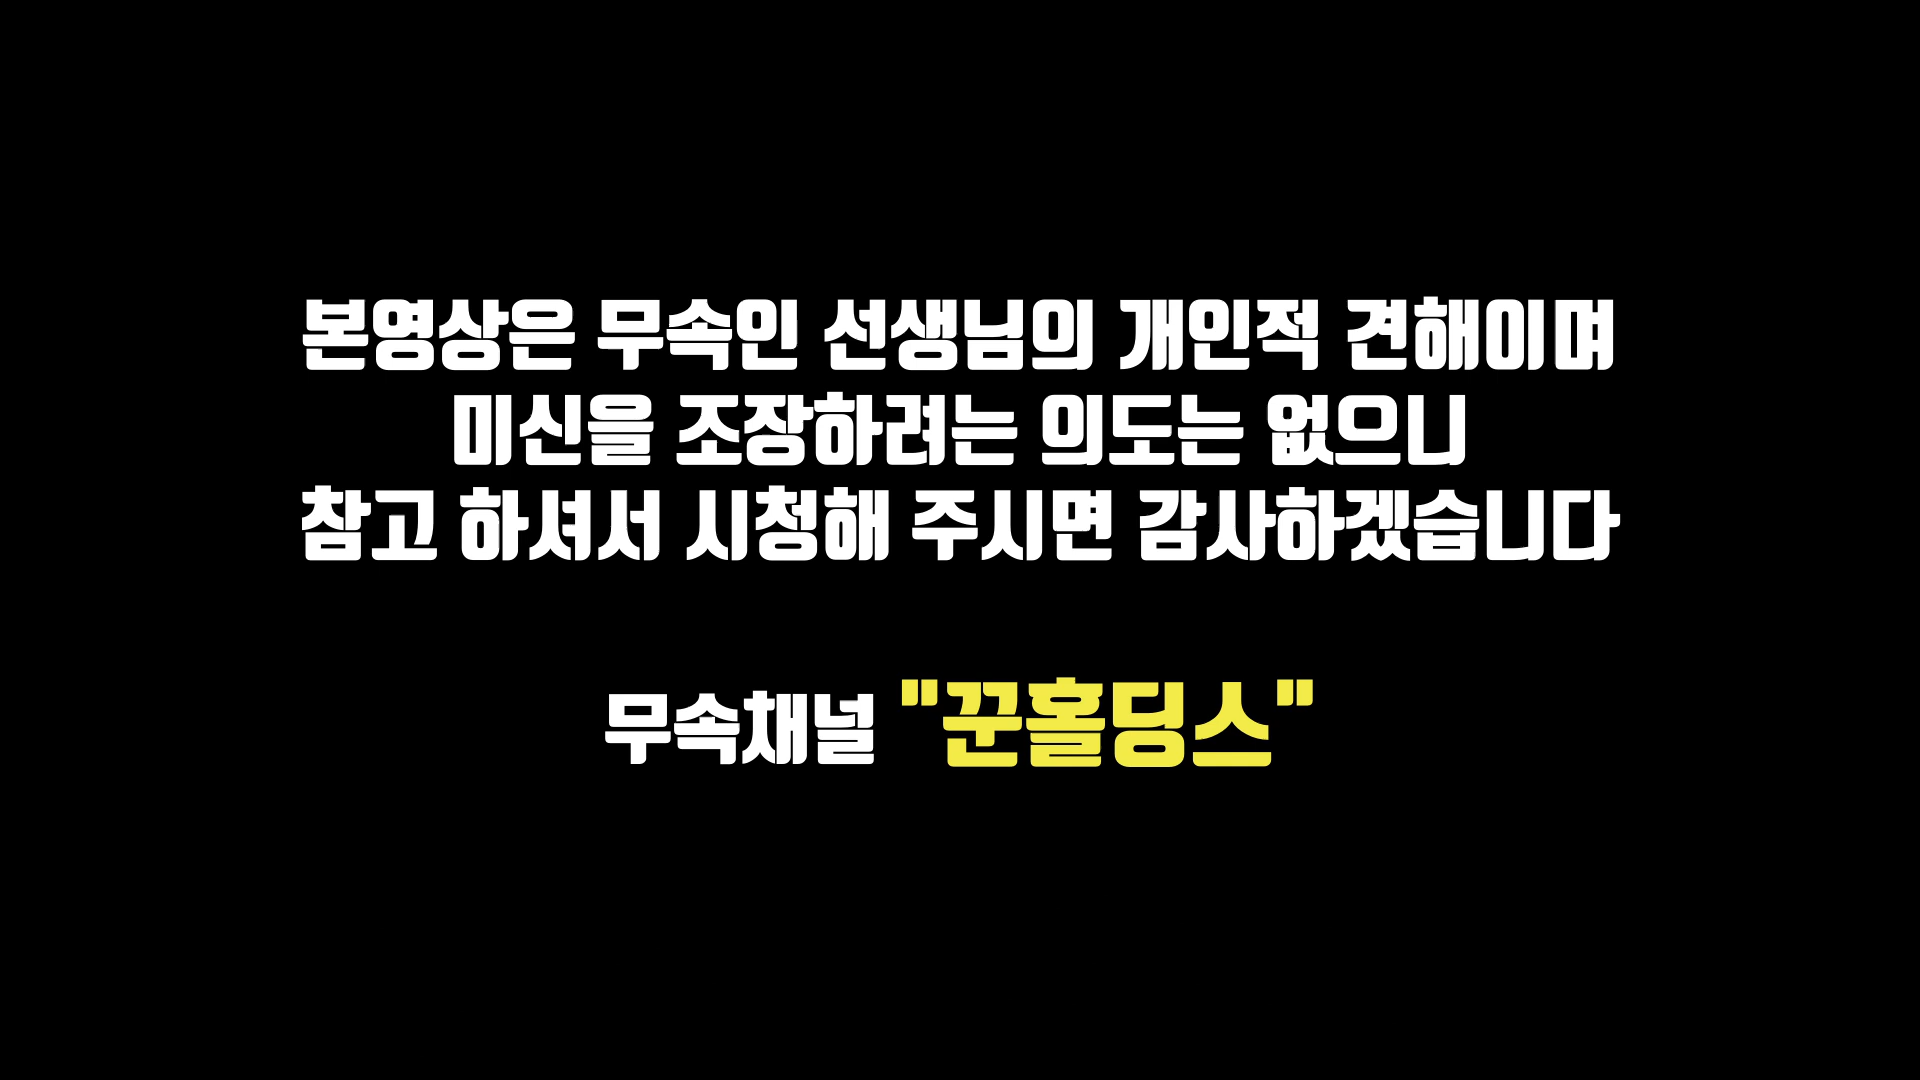 본영상은 무속인 선생님의 개인적 견해이며
미신을 조장하려는 의도는 없으니
참고 하셔서 시청해 주시면 감사하겠습니다
무속채널 "꾼홀딩스"